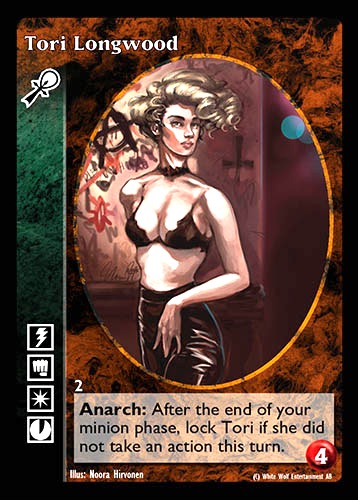 Tori Longwood
SOS
2
Anarch: After the end of your
minion phase, lock Tori if she did
not take an action this turn.
4
Illus: Noora Hirvonen
(C) White Wolf Entertainment AB